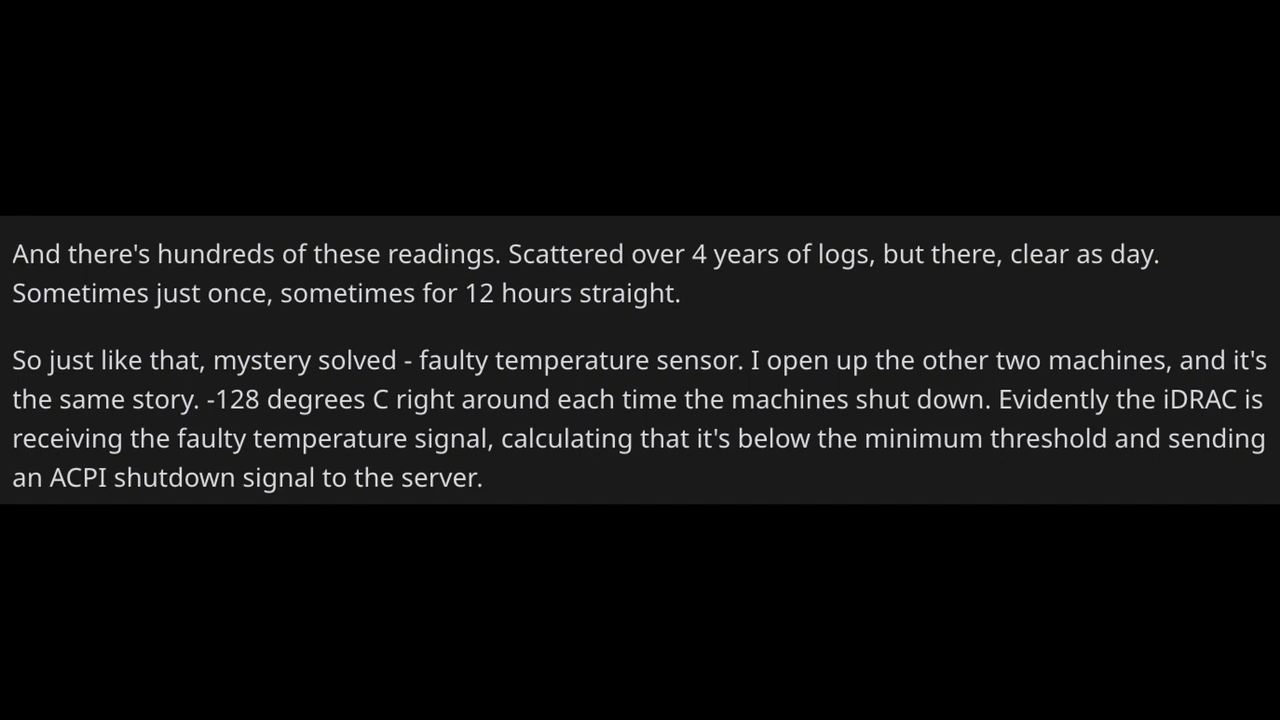 And there's hundreds of these readings. Scattered over 4 years of logs, but there, clear as day.
Sometimes just once, sometimes for 12 hours straight.
So just like that, mystery solved - faulty temperature sensor. I open up the other two machines, and it's
the same story. -128 degrees C right around each time the machines shut down. Evidently the iDRAC is
receiving the faulty temperature signal, calculating that it's below the minimum threshold and sending
an ACPI shutdown signal to the server.